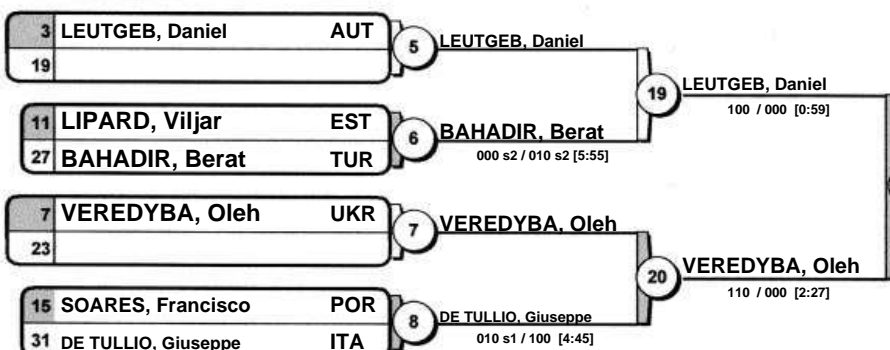 3 LEUTGEB, Daniel AUT
19
5 LEUTGEB, Daniel
11 LIPARD, Viljar EST
27 BAHADIR, Berat TUR
6 BAHADIR, Berat
000 s2 / 010 s2 [5:55]
19 LEUTGEB, Daniel
100 / 000 [0:59]
7 VEREDYBA, Oleh UKR
23
7 VEREDYBA, Oleh
15 SOARES, Francisco POR
31 DE TULLIO, Giuseppe ITA
8 DE TULLIO, Giuseppe
010 s1 / 100 [4:45]
20 VEREDYBA, Oleh
110 / 000 [2:27]